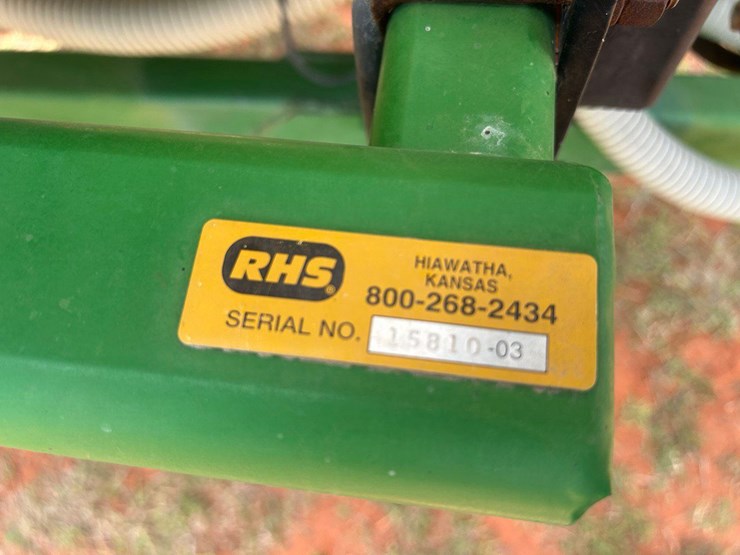 RHS®
HIAWATHA,
KANSAS
800-268-2434
SERIAL NO. 15810-03